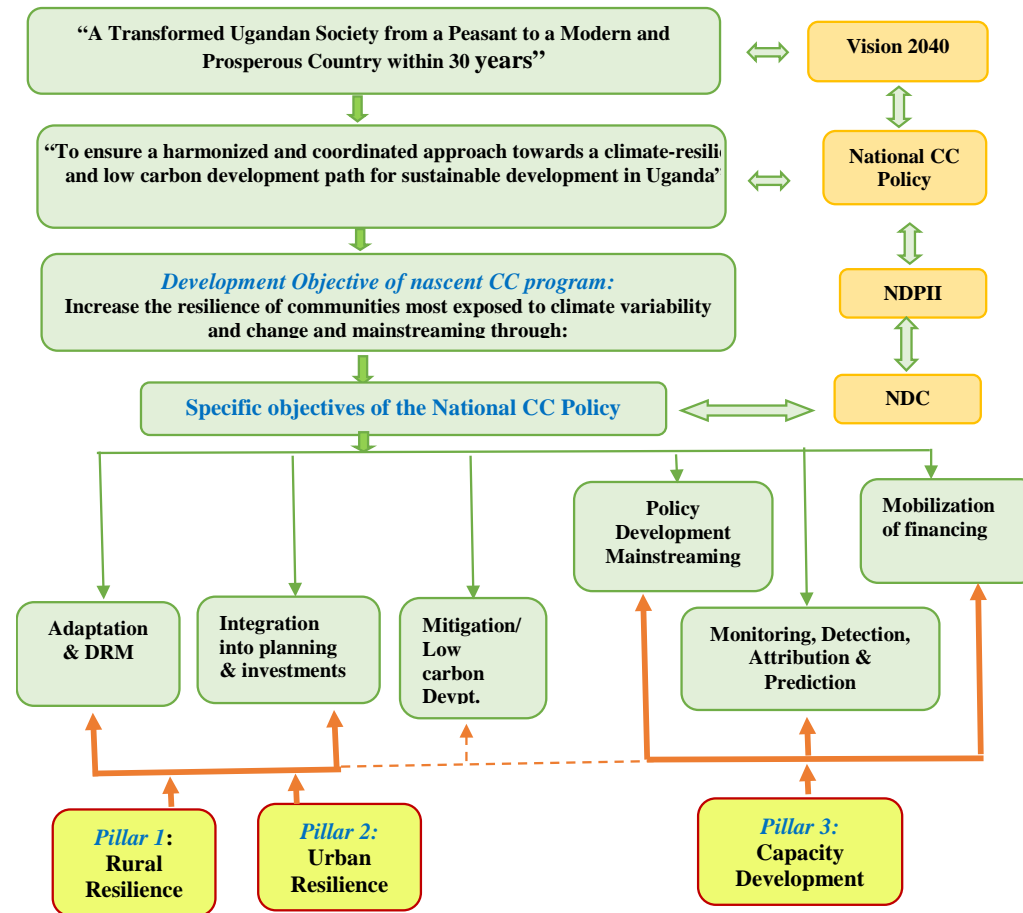 “A Transformed Ugandan Society from a Peasant to a Modern and
Prosperous Country within 30 years”
Vision 2040
“To ensure a harmonized and coordinated approach towards a climate-resili
and low carbon development path for sustainable development in Uganda”
National CC
Policy
Development Objective of nascent CC program:
Increase the resilience of communities most exposed to climate variability
and change and mainstreaming through:
NDPII
Specific objectives of the National CC Policy
NDC
Policy
Development
Mainstreaming
Mobilization
of financing
Adaptation
& DRM
Integration
into planning
& investments
Mitigation/
Low
carbon
Devpt.
Monitoring, Detection,
Attribution &
Prediction
Pillar 1:
Rural
Resilience
Pillar 2:
Urban
Resilience
Pillar 3:
Capacity
Development